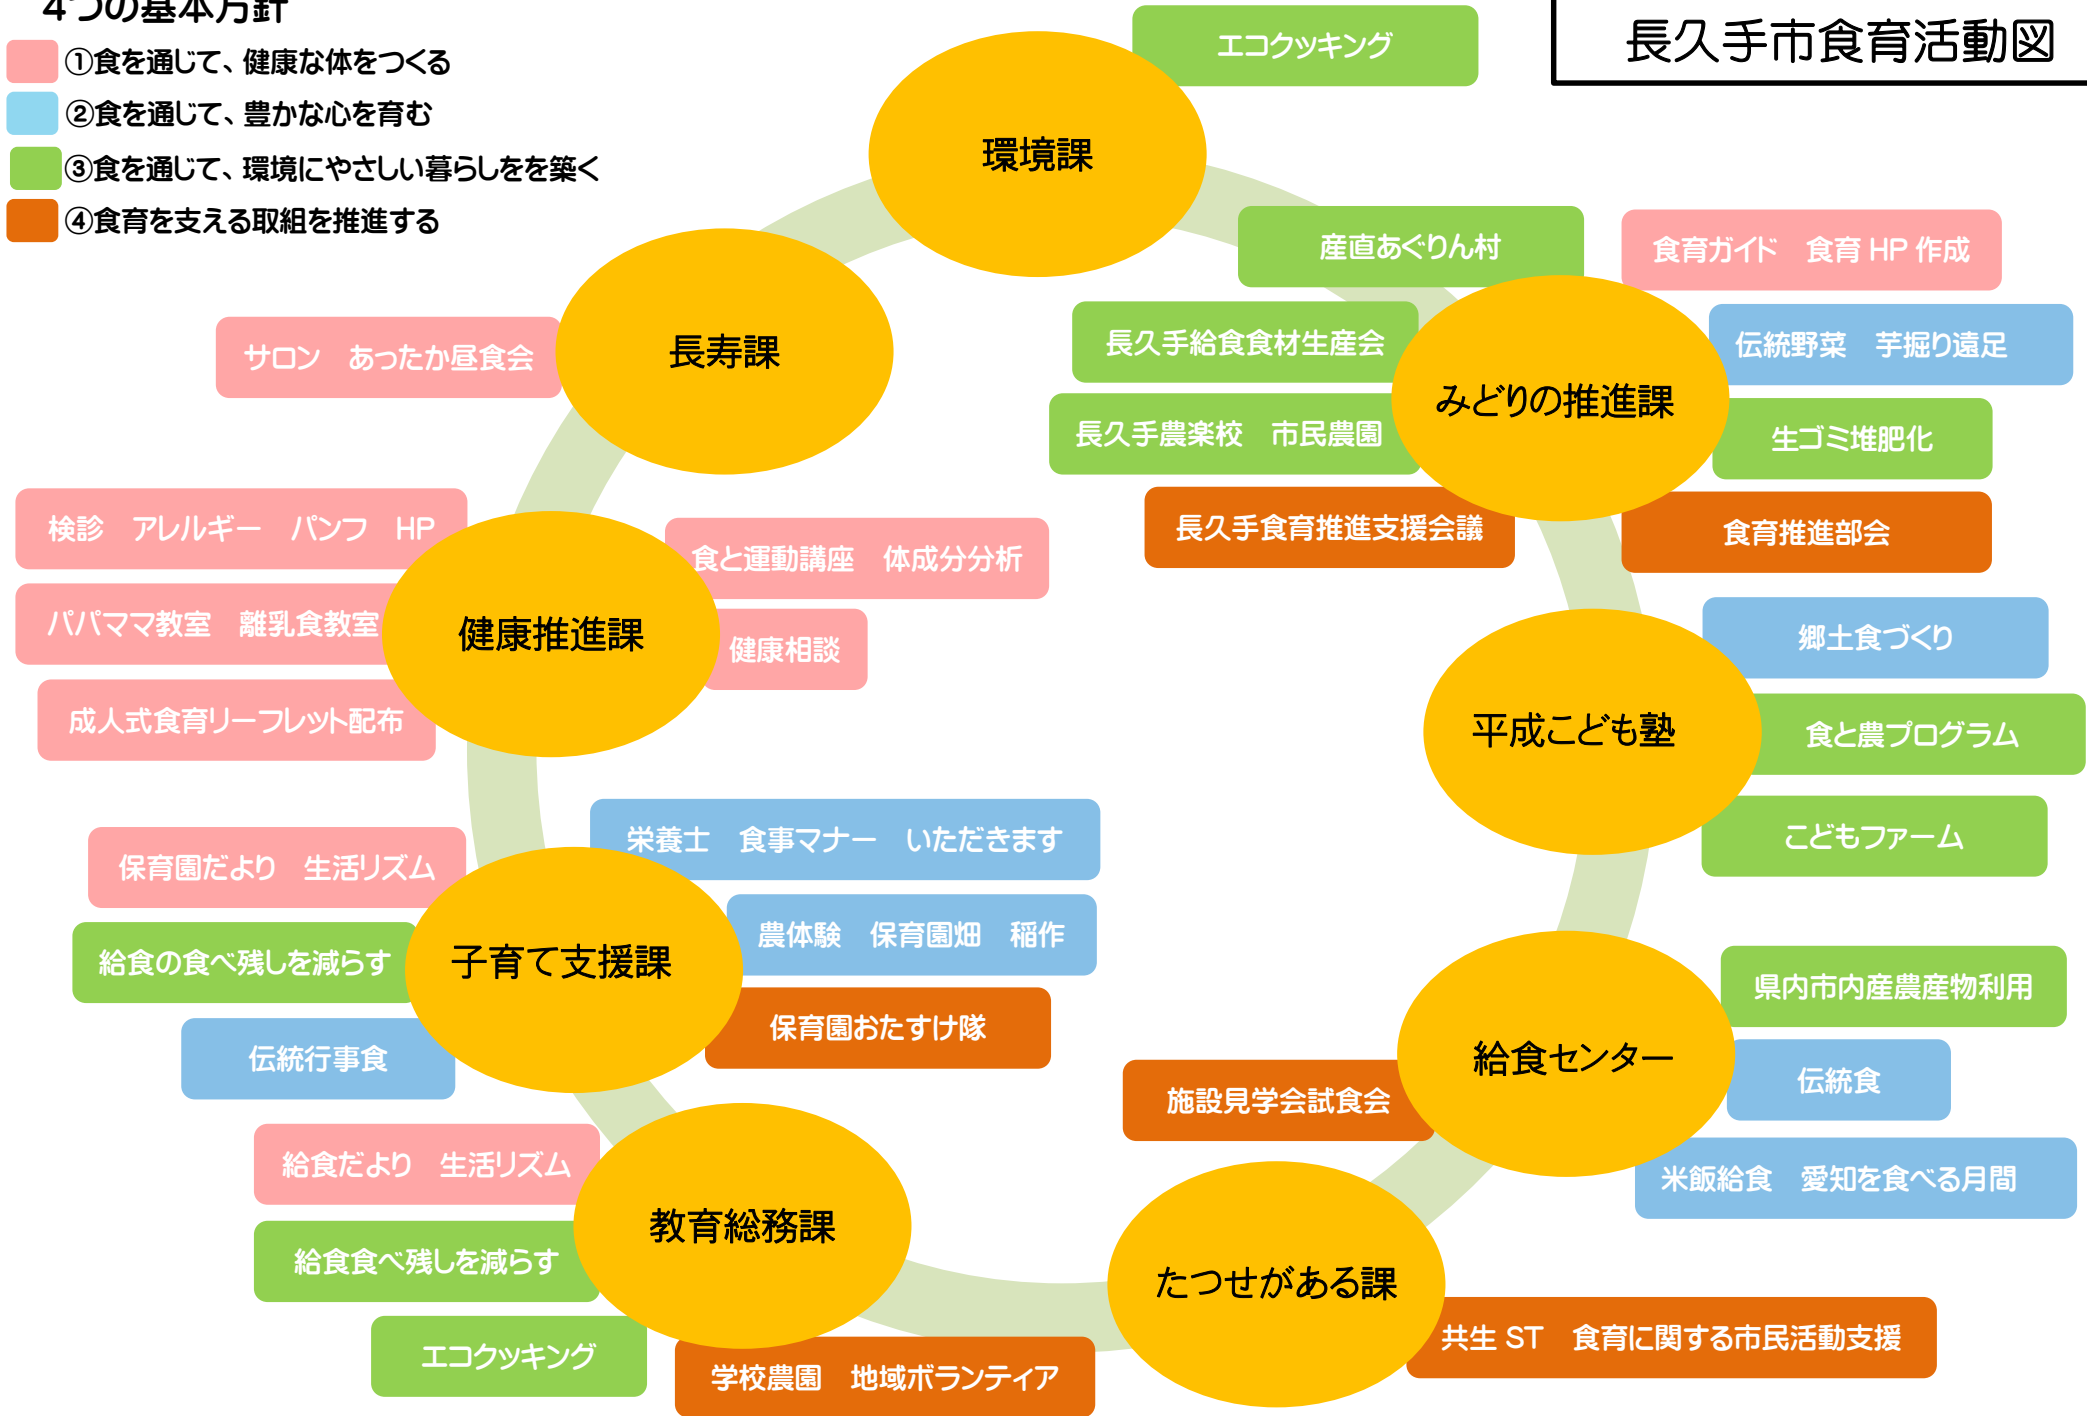 4つの基本方針
①食を通じて、健康な体をつくる
②食を通じて、豊かな心を育む
③食を通じて、環境にやさしい暮らしをを築く
④食育を支える取組を推進する
長久手市食育活動図
エコクッキング
環境課
産直あぐりん村
食育ガイド 食育 HP 作成
長久手給食食材生産会
伝統野菜 芋掘り遠足
みどりの推進課
長久手農楽校 市民農園
生ゴミ堆肥化
長久手食育推進支援会議
食育推進部会
サロン あったか昼食会
長寿課
検診 アレルギー パンフ HP
食と運動講座 体成分分析
パパママ教室 離乳食教室
健康推進課
健康相談
成人式食育リーフレット配布
郷土食づくり
平成こども塾
食と農プログラム
こどもファーム
栄養士 食事マナー いただきます
保育園だより 生活リズム
農体験 保育園畑 稲作
給食の食べ残しを減らす
子育て支援課
保育園おたすけ隊
伝統行事食
県内市内産農産物利用
給食センター
伝統食
施設見学会試食会
米飯給食 愛知を食べる月間
給食だより 生活リズム
教育総務課
給食食べ残しを減らす
エコクッキング
学校農園 地域ボランティア
たつせがある課
共生 ST 食育に関する市民活動支援